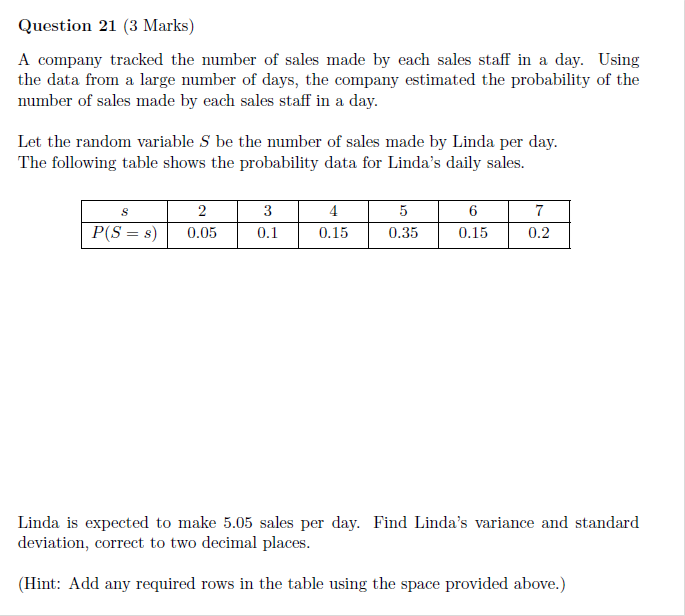 Question 21 (3 Marks)
A company tracked the number of sales made by each sales staff in a day. Using
the data from a large number of days, the company estimated the probability of the
number of sales made by each sales staff in a day.
Let the random variable S be the number of sales made by Linda per day.
The following table shows the probability data for Linda's daily sales.
s 2 3 4 5 6 7
P(S = s) 0.05 0.1 0.15 0.35 0.15 0.2
Linda is expected to make 5.05 sales per day. Find Linda's variance and standard
deviation, correct to two decimal places.
(Hint: Add any required rows in the table using the space provided above.)